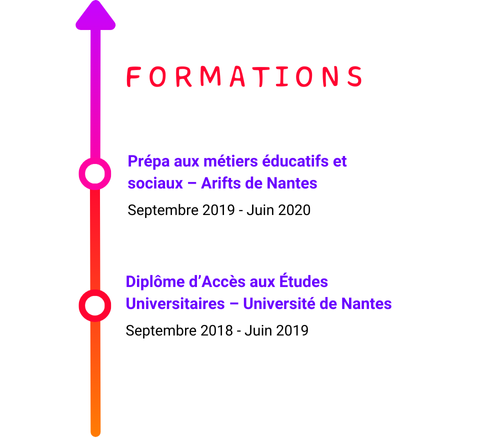 FORMATIONS
Prépa aux métiers éducatifs et
sociaux – Arifts de Nantes
Septembre 2019 - Juin 2020
Diplôme d’Accès aux Études
Universitaires – Université de Nantes
Septembre 2018 - Juin 2019